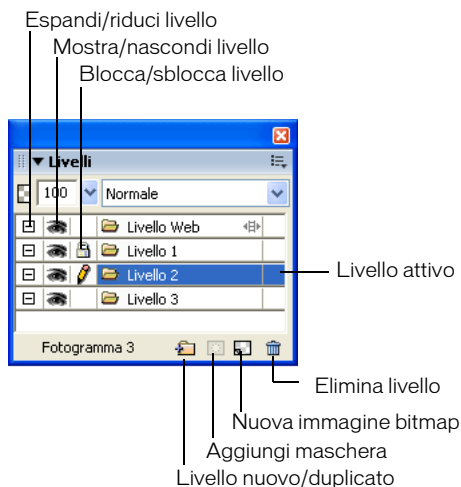 Espandi/riduci livello
Mostra/nascondi livello
Blocca/sblocca livello
Livelli
100 Normale
Livello Web
Livello 1
Livello 2
Livello attivo
Livello 3
Fotogramma 3
Elimina livello
Nuova immagine bitmap
Aggiungi maschera
Livello nuovo/duplicato